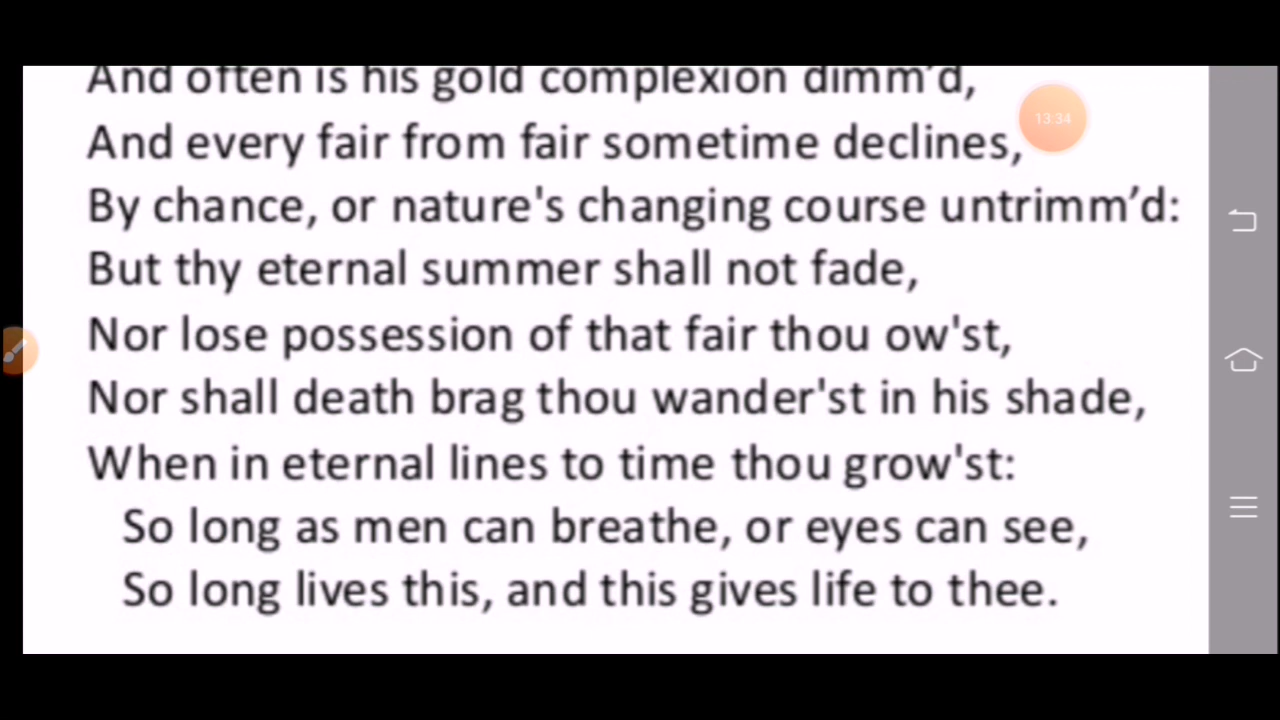 And often is his gold complexion dimm’d,
13:34
And every fair from fair sometime declines,
By chance, or nature's changing course untrimm’d:
But thy eternal summer shall not fade,
Nor lose possession of that fair thou ow'st,
Nor shall death brag thou wander'st in his shade,
When in eternal lines to time thou grow'st:
So long as men can breathe, or eyes can see,
So long lives this, and this gives life to thee.